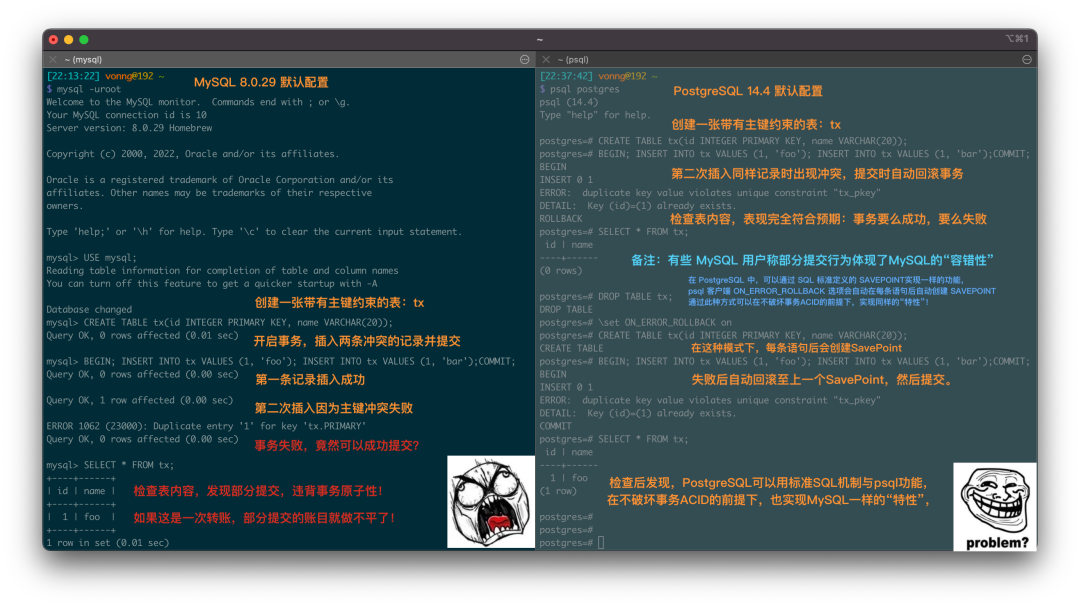 ~
⌥⌘1
~ (mysql)
[22:13:22] vonng@192 ~
MySQL 8.0.29 默认配置
$ mysql -uroot
Welcome to the MySQL monitor.  Commands end with ; or \g.
Your MySQL connection id is 10
Server version: 8.0.29 Homebrew
Copyright (c) 2000, 2022, Oracle and/or its affiliates.
Oracle is a registered trademark of Oracle Corporation and/or its
affiliates. Other names may be trademarks of their respective
owners.
Type 'help;' or '\h' for help. Type '\c' to clear the current input statement.
mysql> USE mysql;
Reading table information for completion of table and column names
You can turn off this feature to get a quicker startup with -A
创建一张带有主键约束的表：tx
Database changed
mysql> CREATE TABLE tx(id INTEGER PRIMARY KEY, name VARCHAR(20));
Query OK, 0 rows affected (0.01 sec)
开启事务，插入两条冲突的记录并提交
mysql> BEGIN; INSERT INTO tx VALUES (1, 'foo'); INSERT INTO tx VALUES (1, 'bar');COMMIT;
Query OK, 0 rows affected (0.00 sec)
第一条记录插入成功
Query OK, 1 row affected (0.00 sec)
第二次插入因为主键冲突失败
ERROR 1062 (23000): Duplicate entry '1' for key 'tx.PRIMARY'
Query OK, 0 rows affected (0.00 sec)
事务失败，竟然可以成功提交？
mysql> SELECT * FROM tx;
+----+------+
| id | name |
检查表内容，发现部分提交，违背事务原子性！
+----+------+
|  1 | foo  |
如果这是一次转账，部分提交的账目就做不平了！
+----+------+
1 row in set (0.01 sec)
~ (psql)
[22:37:42] vonng@192 ~
$ psql postgres
PostgreSQL 14.4 默认配置
psql (14.4)
Type "help" for help.
创建一张带有主键约束的表：tx
postgres=# CREATE TABLE tx(id INTEGER PRIMARY KEY, name VARCHAR(20));
postgres=# BEGIN; INSERT INTO tx VALUES (1, 'foo'); INSERT INTO tx VALUES (1, 'bar');COMMIT;
BEGIN
第二次插入同样记录时出现冲突，提交时自动回滚事务
INSERT 0 1
ERROR:  duplicate key value violates unique constraint "tx_pkey"
DETAIL:  Key (id)=(1) already exists.
ROLLBACK
检查表内容，表现完全符合预期：事务要么成功，要么失败
postgres=# SELECT * FROM tx;
 id | name
----+------
备注：有些 MySQL 用户称部分提交行为体现了MySQL的“容错性”
(0 rows)
在 PostgreSQL 中，可以通过 SQL 标准定义的 SAVEPOINT实现一样的功能，
psql 客户端 ON_ERROR_ROLLBACK 选项会自动在每条语句后自动创建 SAVEPOINT
通过此种方式可以在不破坏事务ACID的前提下，实现同样的“特性”！
postgres=# DROP TABLE tx;
DROP TABLE
postgres=# \set ON_ERROR_ROLLBACK on
postgres=# CREATE TABLE tx(id INTEGER PRIMARY KEY, name VARCHAR(20));
CREATE TABLE
在这种模式下，每条语句后会创建SavePoint
postgres=# BEGIN; INSERT INTO tx VALUES (1, 'foo'); INSERT INTO tx VALUES (1, 'bar');COMMIT;
BEGIN
失败后自动回滚至上一个SavePoint，然后提交。
INSERT 0 1
ERROR:  duplicate key value violates unique constraint "tx_pkey"
DETAIL:  Key (id)=(1) already exists.
COMMIT
postgres=# SELECT * FROM tx;
 id | name
----+------
  1 | foo
(1 row)
检查后发现，PostgreSQL可以用标准SQL机制与psql功能，
在不破坏事务ACID的前提下，也实现MySQL一样的“特性”，
postgres=#
postgres=#
postgres=#
problem?